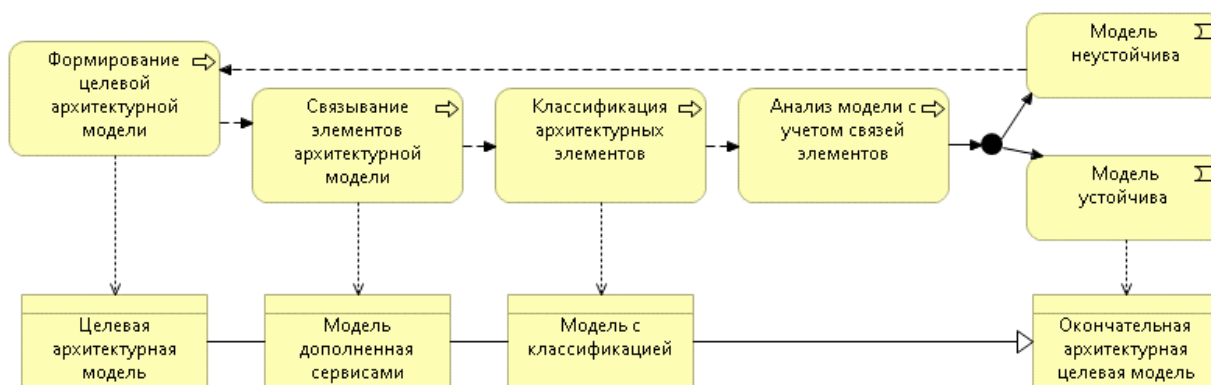 Формирование
целевой
архитектурной
модели
Связывание
элементов
архитектурной
модели
Классификация
архитектурных
элементов
Анализ модели с
учетом связей
элементов
Модель
неустойчива
Модель
устойчива
Целевая
архитектурная
модель
Модель
дополненная
сервисами
Модель с
классификацией
Окончательная
архитектурная
целевая модель